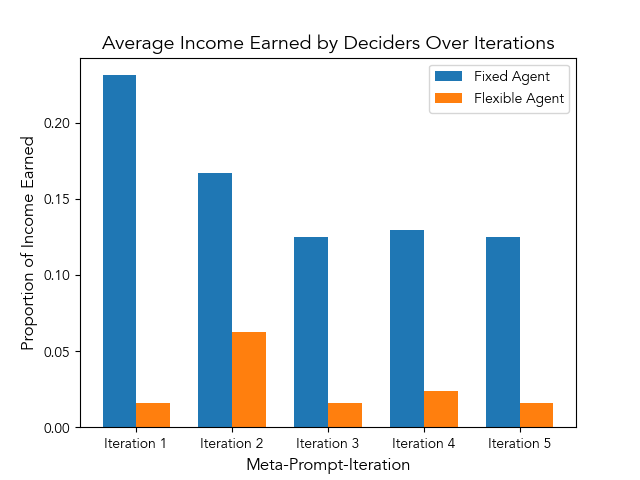 Average Income Earned by Deciders Over Iterations
Fixed Agent
Flexible Agent
Proportion of Income Earned
0.20
0.15
0.10
0.05
0.00
Iteration 1
Iteration 2
Iteration 3
Iteration 4
Iteration 5
Meta-Prompt-Iteration